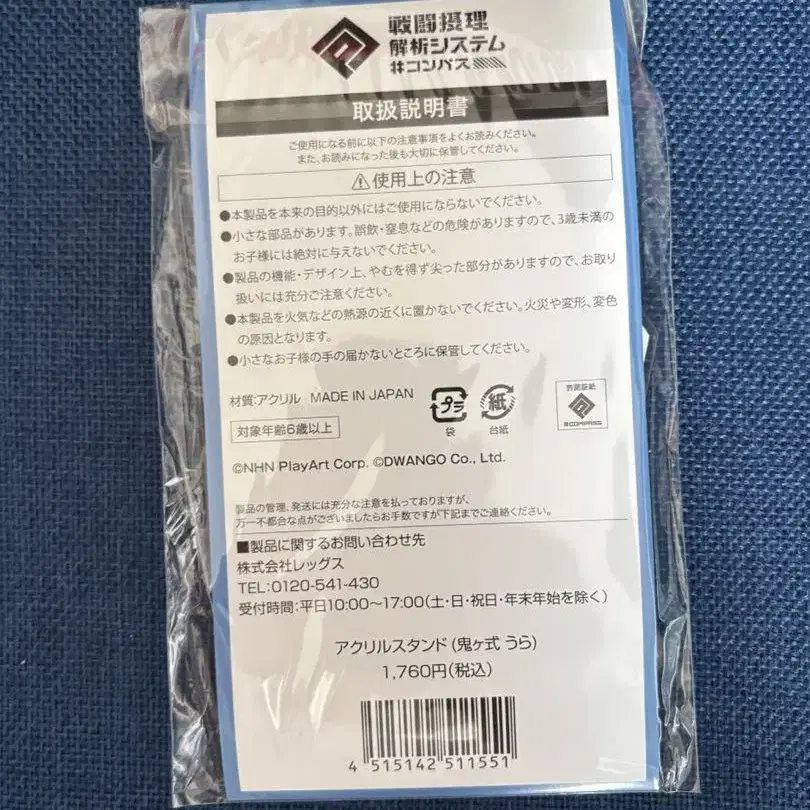 戦闘摂理
解析システム
#コンパス
取扱説明書
ご使用になる前に以下の注意事項をよくお読みください。
また、お読みになった後も大切に保管してください。
⚠使用上の注意
●本製品を本来の目的以外にはご使用にならないでください。
●小さな部品があります。誤飲・窒息などの危険がありますので、3歳未満の
お子様には絶対に与えないでください。
●製品の機能・デザイン上、やむを得ず尖った部分がありますので、お取り
扱いには充分ご注意ください。
●本製品を火気などの熱源の近くに置かないでください。火災や変形、変色
の原因となります。
●小さなお子様の手の届かないところに保管してください。
材質:アクリル MADE IN JAPAN
プラ
袋
紙
台紙
許諾証紙
#COMPASS
対象年齢6歳以上
©NHN PlayArt Corp. ©DWANGO Co., Ltd.
製品の管理、発送には充分な注意を払っておりますが、
万一不都合な点がございましたらお手数ですが下記までご連絡ください。
■製品に関するお問い合わせ先
株式会社レッグス
TEL:0120-541-430
受付時間:平日10:00〜17:00(土・日・祝日・年末年始を除く)
アクリルスタンド(鬼ヶ式 うら)
1,760円(税込)
4 515142 511551